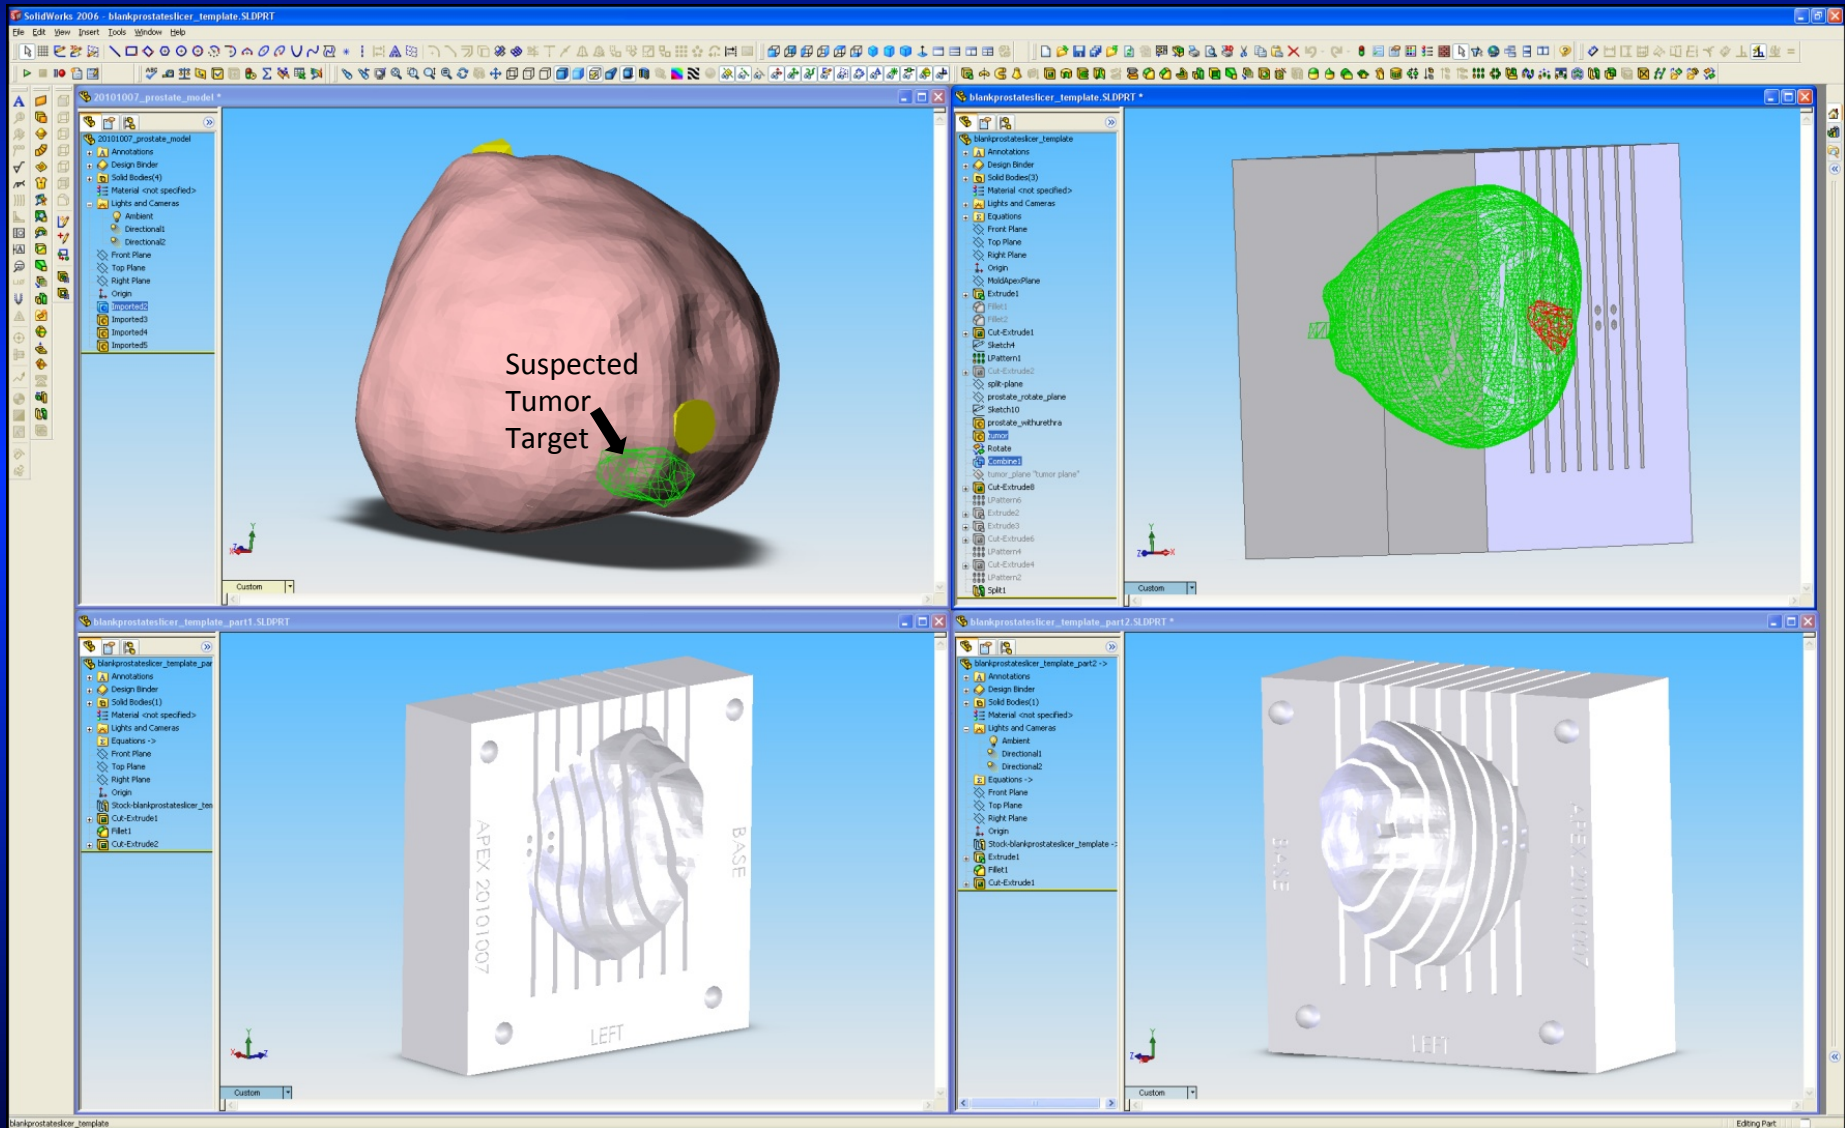 SolidWorks 2006 - blankprostateslicer_template.SLDPRT
File Edit View Insert Tools Window Help
20101007_prostate_model *
20101007_prostate_model
Annotations
Design Binder
Solid Bodies(4)
Material <not specified>
Lights and Cameras
Ambient
Directional1
Directional2
Front Plane
Top Plane
Right Plane
Origin
Imported2
Imported3
Imported4
Imported5
Suspected
Tumor
Target
Custom
blankprostateslicer_template.SLDPRT *
blankprostateslicer_template
Annotations
Design Binder
Solid Bodies(3)
Material <not specified>
Lights and Cameras
Equations
Front Plane
Top Plane
Right Plane
Origin
MoldApexPlane
Extrude1
Fillet1
Fillet2
Cut-Extrude1
Sketch4
LPattern1
Cut-Extrude2
split-plane
prostate_rotate_plane
Sketch10
prostate_withurethra
tumor
Rotate
Combine1
tumor_plane "tumor plane"
Cut-Extrude8
LPattern6
Extrude2
Extrude3
Cut-Extrude6
LPattern4
Cut-Extrude4
LPattern2
Split1
Custom
blankprostateslicer_template_part1.SLDPRT
blankprostateslicer_template_par
Annotations
Design Binder
Solid Bodies(1)
Material <not specified>
Lights and Cameras
Equations ->
Front Plane
Top Plane
Right Plane
Origin
Stock-blankprostateslicer_ten
Cut-Extrude1
Fillet1
Cut-Extrude2
APEX 20101007
BASE
LEFT
Custom
blankprostateslicer_template_part2.SLDPRT *
blankprostateslicer_template_part2 ->
Annotations
Design Binder
Solid Bodies(1)
Material <not specified>
Lights and Cameras
Ambient
Directional1
Directional2
Equations ->
Front Plane
Top Plane
Right Plane
Origin
Stock-blankprostateslicer_template -:
Extrude1
Fillet1
Cut-Extrude1
BASE
APEX 20101007
LEFT
Custom
blankprostateslicer_template
Editing Part